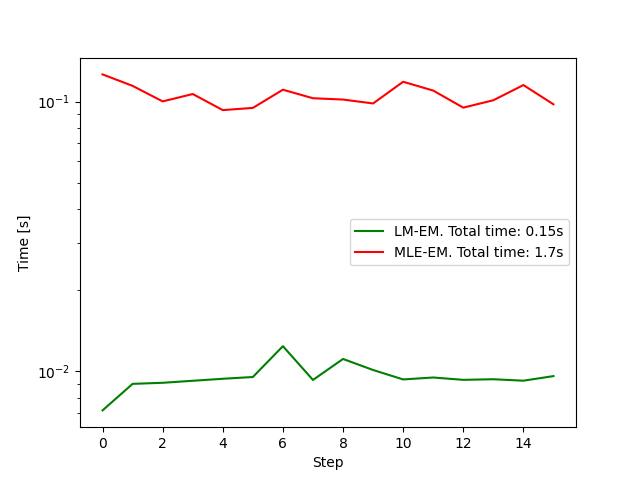 10⁻¹
10⁻²
Time [s]
LM-EM. Total time: 0.15s
MLE-EM. Total time: 1.7s
0 2 4 6 8 10 12 14
Step